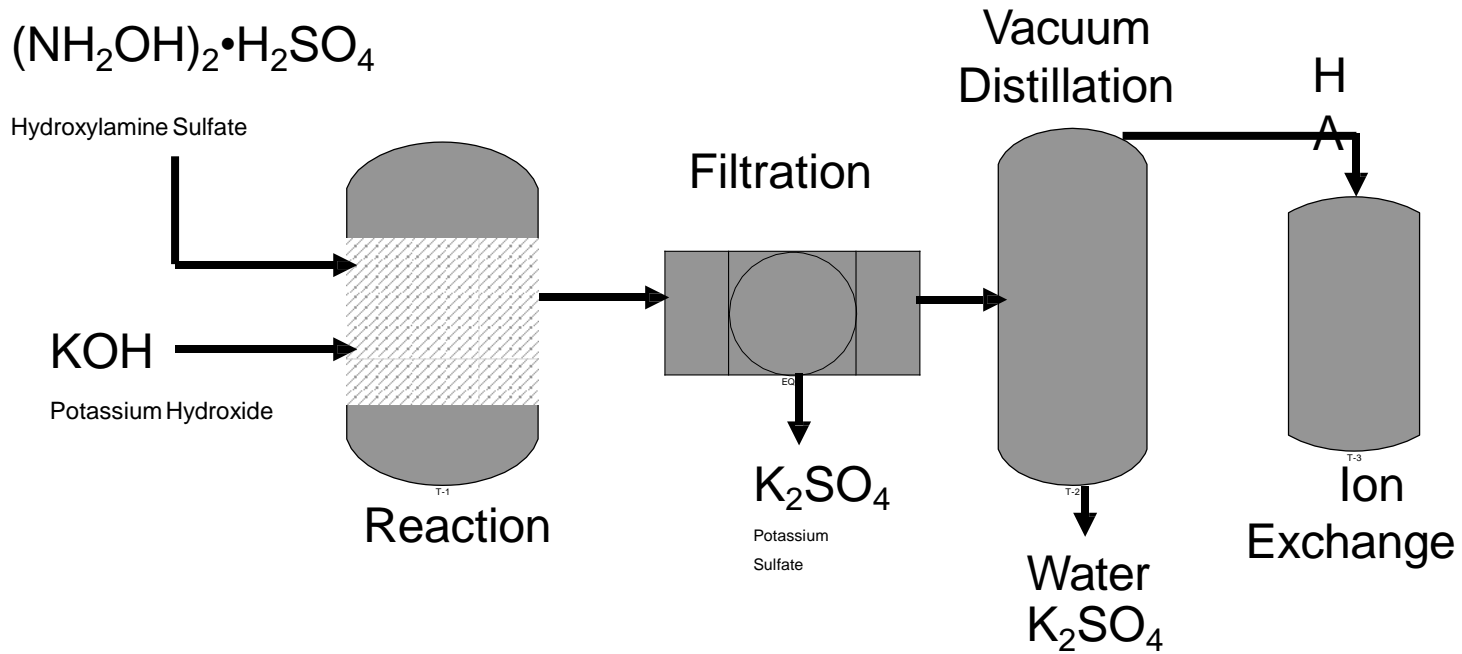 (NH₂OH)₂•H₂SO₄
Hydroxylamine Sulfate
KOH
Potassium Hydroxide
T-1
Reaction
Filtration
EQ
K₂SO₄
Potassium
Sulfate
Vacuum
Distillation
T-2
Water
K₂SO₄
H
A
T-3
Ion
Exchange